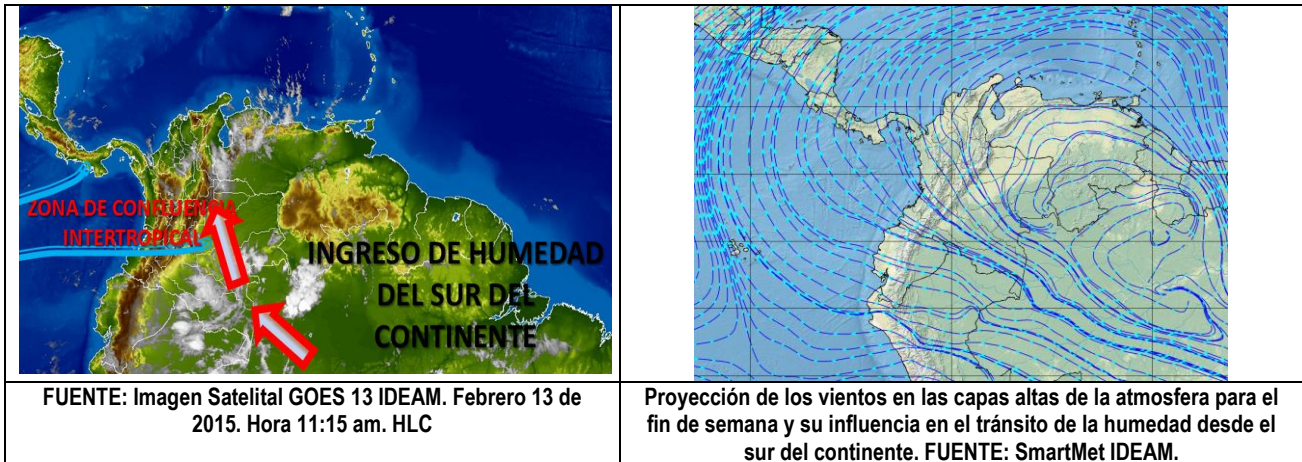 ZONA DE CONFLUENCIA
INTERTROPICAL
INGRESO DE HUMEDAD
DEL SUR DEL
CONTINENTE
FUENTE: Imagen Satelital GOES 13 IDEAM. Febrero 13 de
2015. Hora 11:15 am. HLC
Proyección de los vientos en las capas altas de la atmosfera para el
fin de semana y su influencia en el tránsito de la humedad desde el
sur del continente. FUENTE: SmartMet IDEAM.